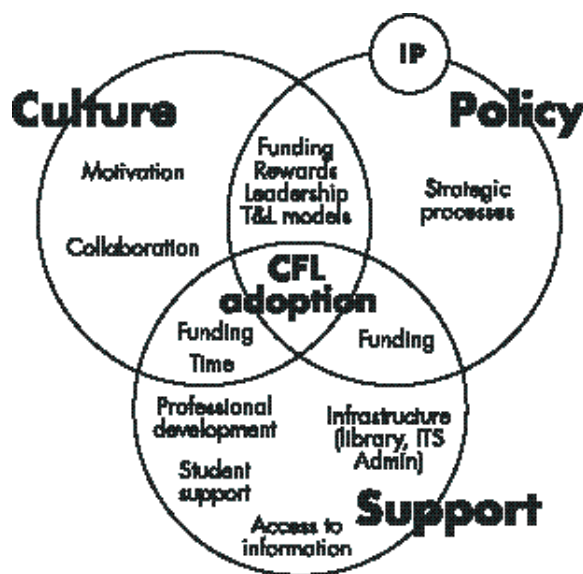 IP
Culture
Policy
Funding
Rewards
Leadership
T&L models
Motivation
Collaboration
Strategic
processes
CFL
adoption
Funding
Time
Funding
Professional
development
Infrastructure
(library, ITS
Admin)
Student
support
Support
Access to
information